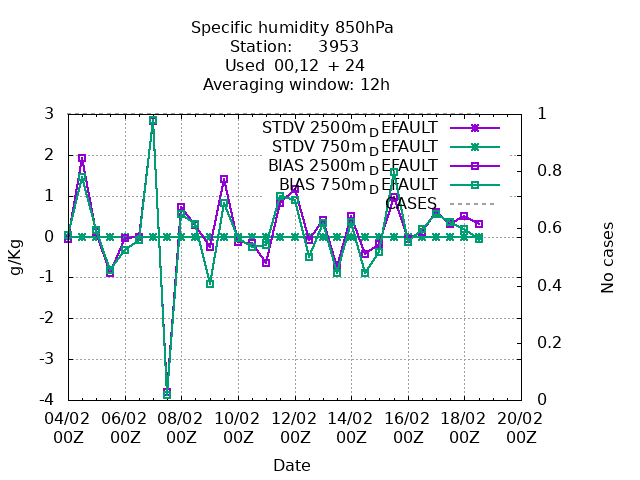 Specific humidity 850hPa
Station: 3953
Used 00,12 + 24
Averaging window: 12h
STDV 2500m_DEFAULT
STDV 750m_DEFAULT
BIAS 2500m_DEFAULT
BIAS 750m_DEFAULT
CASES
3
2
1
0
-1
-2
-3
-4
g/Kg
1
0.8
0.6
0.4
0.2
0
No cases
04/02 06/02 08/02 10/02 12/02 14/02 16/02 18/02 20/02
00Z 00Z 00Z 00Z 00Z 00Z 00Z 00Z 00Z
Date